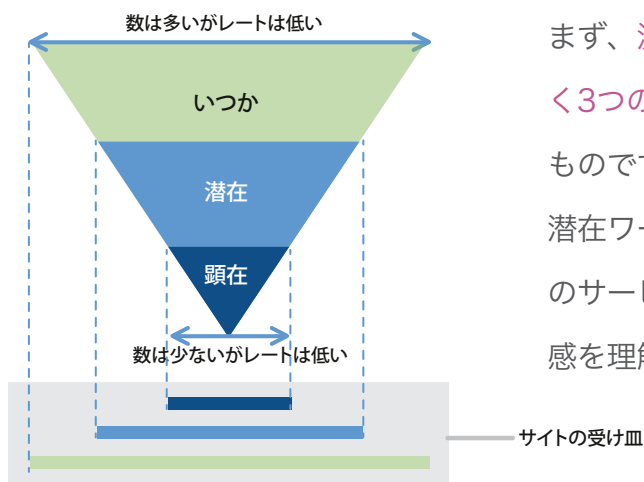 数は多いがレートは低い
いつか
潜在
顕在
数は少ないがレートは低い
サイトの受け皿
まず、
く3つの
もので
潜在ワー
のサービ
感を理解